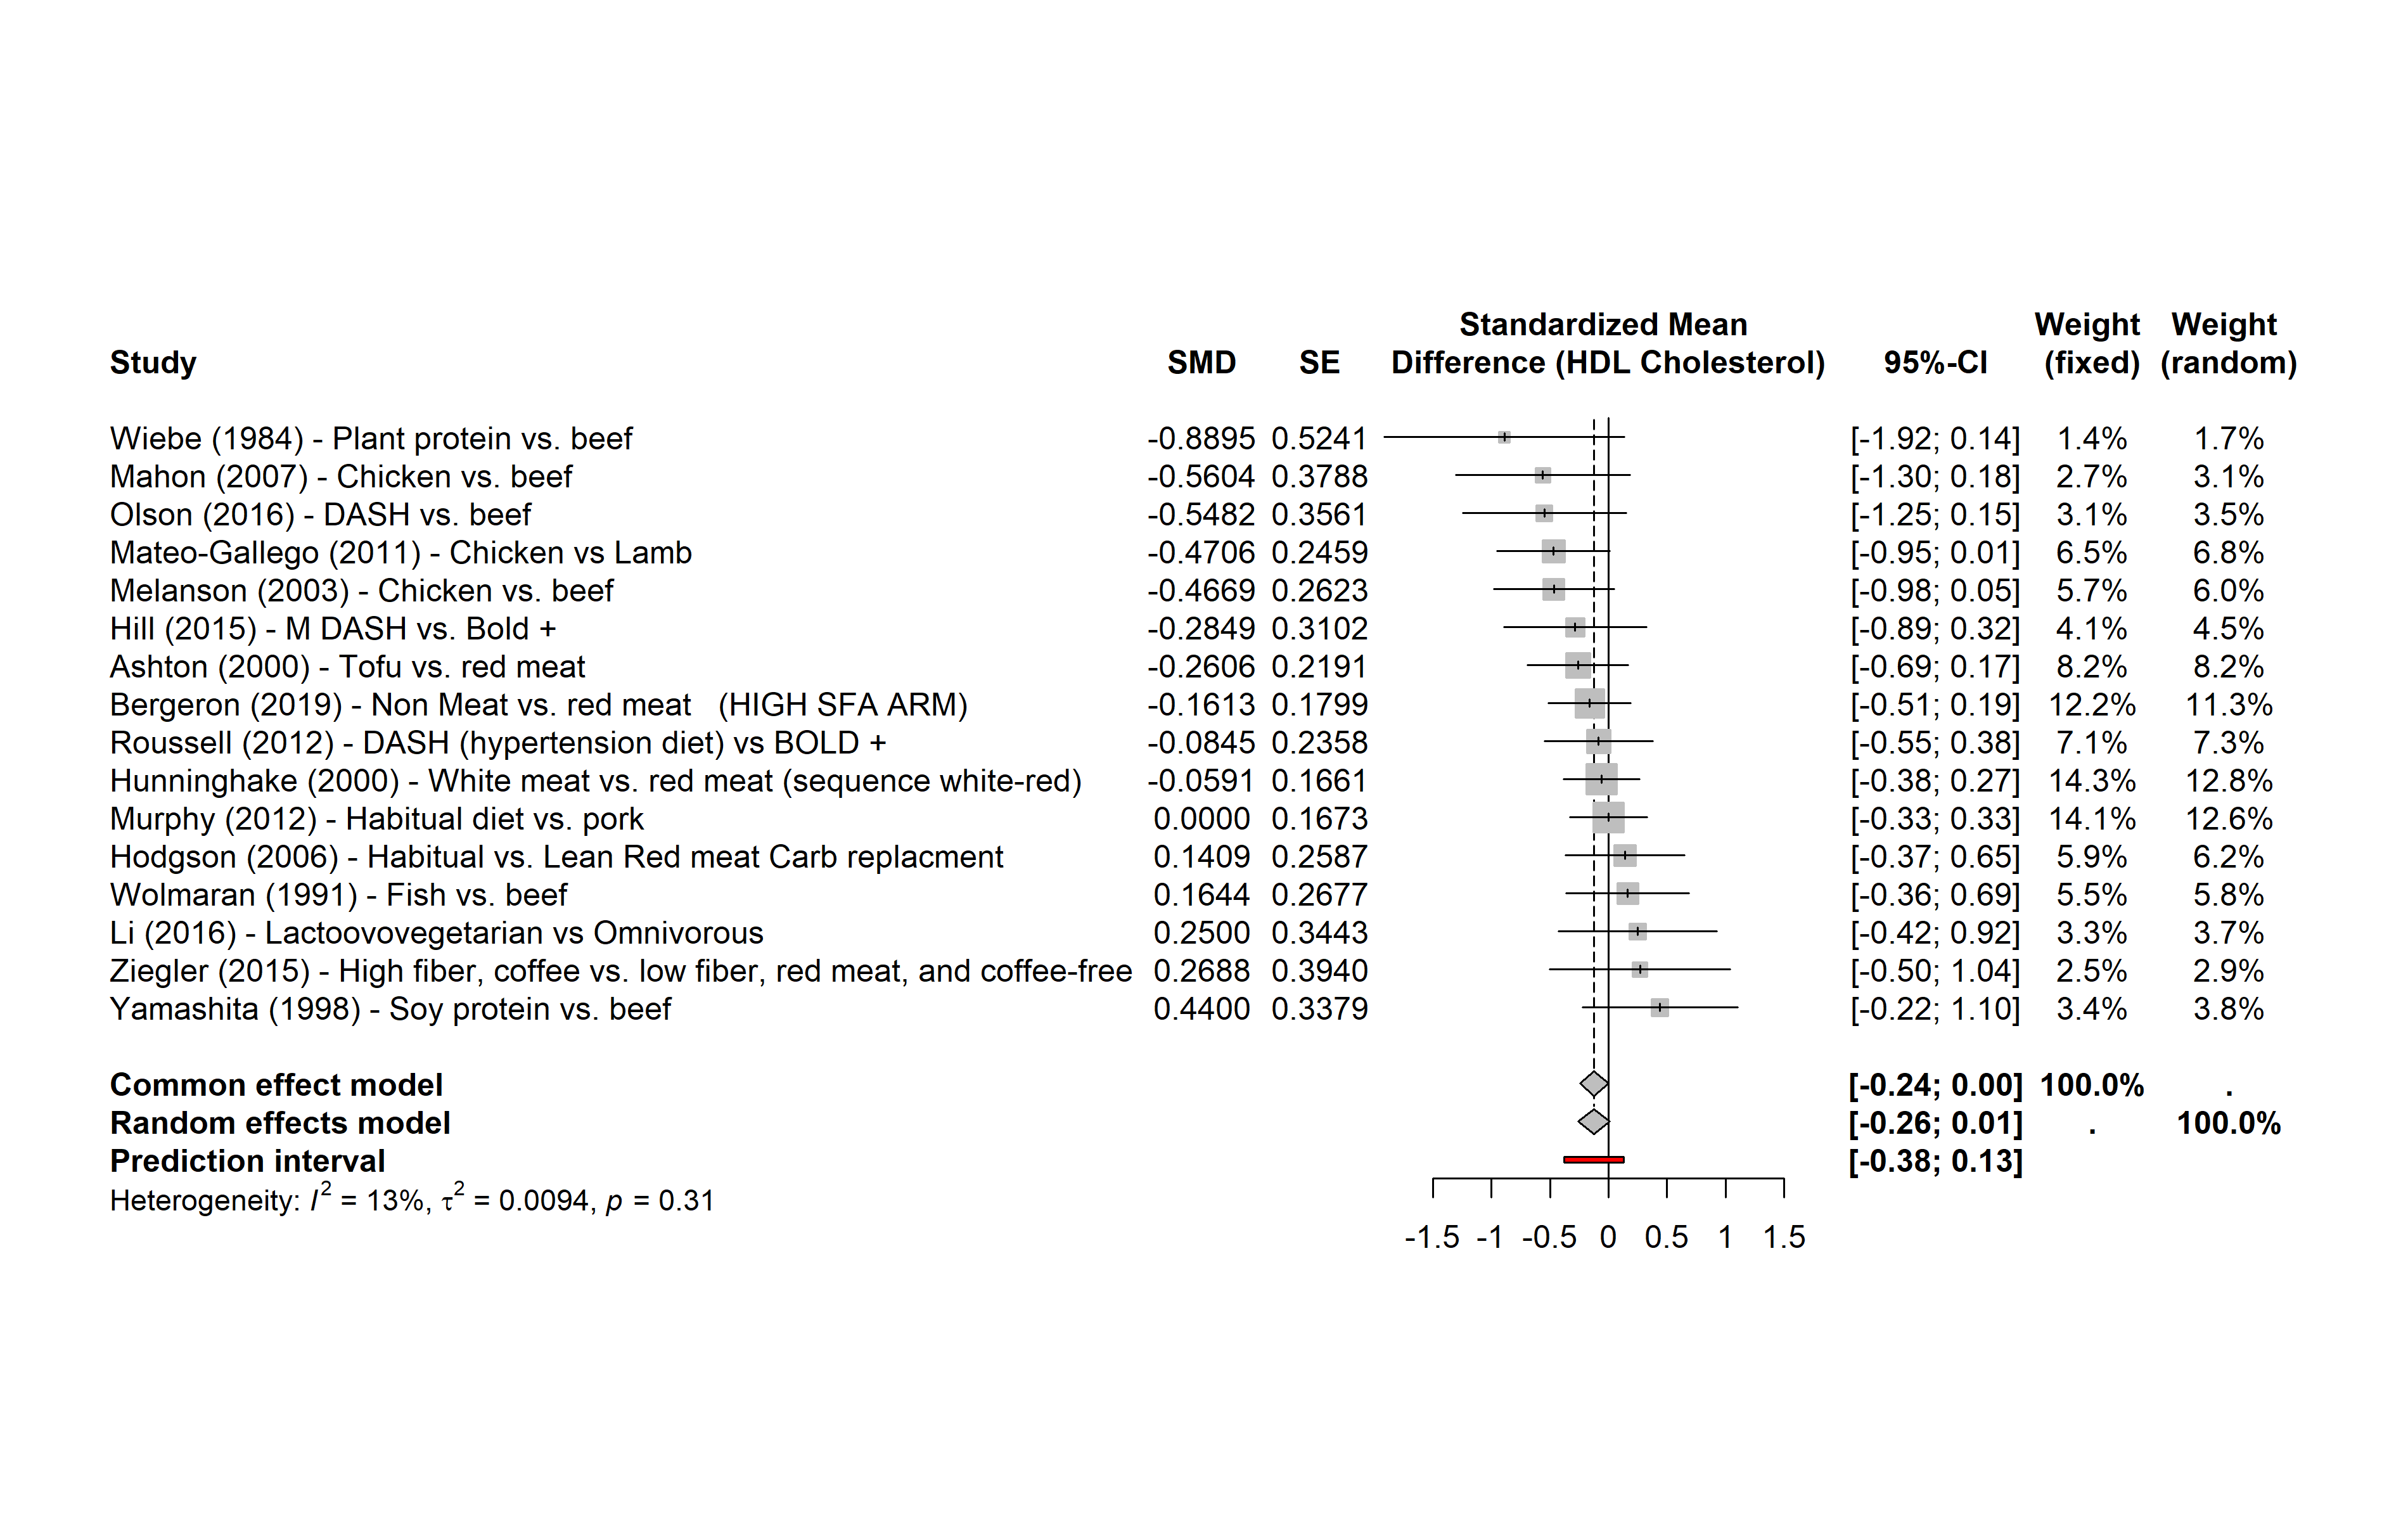 Standardized Mean Weight Weight
Study SMD SE Difference (HDL Cholesterol) 95%-CI (fixed) (random)
Wiebe (1984) - Plant protein vs. beef -0.8895 0.5241 [-1.92; 0.14] 1.4% 1.7%
Mahon (2007) - Chicken vs. beef -0.5604 0.3788 [-1.30; 0.18] 2.7% 3.1%
Olson (2016) - DASH vs. beef -0.5482 0.3561 [-1.25; 0.15] 3.1% 3.5%
Mateo-Gallego (2011) - Chicken vs Lamb -0.4706 0.2459 [-0.95; 0.01] 6.5% 6.8%
Melanson (2003) - Chicken vs. beef -0.4669 0.2623 [-0.98; 0.05] 5.7% 6.0%
Hill (2015) - M DASH vs. Bold + -0.2849 0.3102 [-0.89; 0.32] 4.1% 4.5%
Ashton (2000) - Tofu vs. red meat -0.2606 0.2191 [-0.69; 0.17] 8.2% 8.2%
Bergeron (2019) - Non Meat vs. red meat (HIGH SFA ARM) -0.1613 0.1799 [-0.51; 0.19] 12.2% 11.3%
Roussell (2012) - DASH (hypertension diet) vs BOLD + -0.0845 0.2358 [-0.55; 0.38] 7.1% 7.3%
Hunninghake (2000) - White meat vs. red meat (sequence white-red) -0.0591 0.1661 [-0.38; 0.27] 14.3% 12.8%
Murphy (2012) - Habitual diet vs. pork 0.0000 0.1673 [-0.33; 0.33] 14.1% 12.6%
Hodgson (2006) - Habitual vs. Lean Red meat Carb replacment 0.1409 0.2587 [-0.37; 0.65] 5.9% 6.2%
Wolmaran (1991) - Fish vs. beef 0.1644 0.2677 [-0.36; 0.69] 5.5% 5.8%
Li (2016) - Lactoovovegetarian vs Omnivorous 0.2500 0.3443 [-0.42; 0.92] 3.3% 3.7%
Ziegler (2015) - High fiber, coffee vs. low fiber, red meat, and coffee-free 0.2688 0.3940 [-0.50; 1.04] 2.5% 2.9%
Yamashita (1998) - Soy protein vs. beef 0.4400 0.3379 [-0.22; 1.10] 3.4% 3.8%
Common effect model [-0.24; 0.00] 100.0% .
Random effects model [-0.26; 0.01] . 100.0%
Prediction interval [-0.38; 0.13]
Heterogeneity: I² = 13%, τ² = 0.0094, p = 0.31
-1.5 -1 -0.5 0 0.5 1 1.5